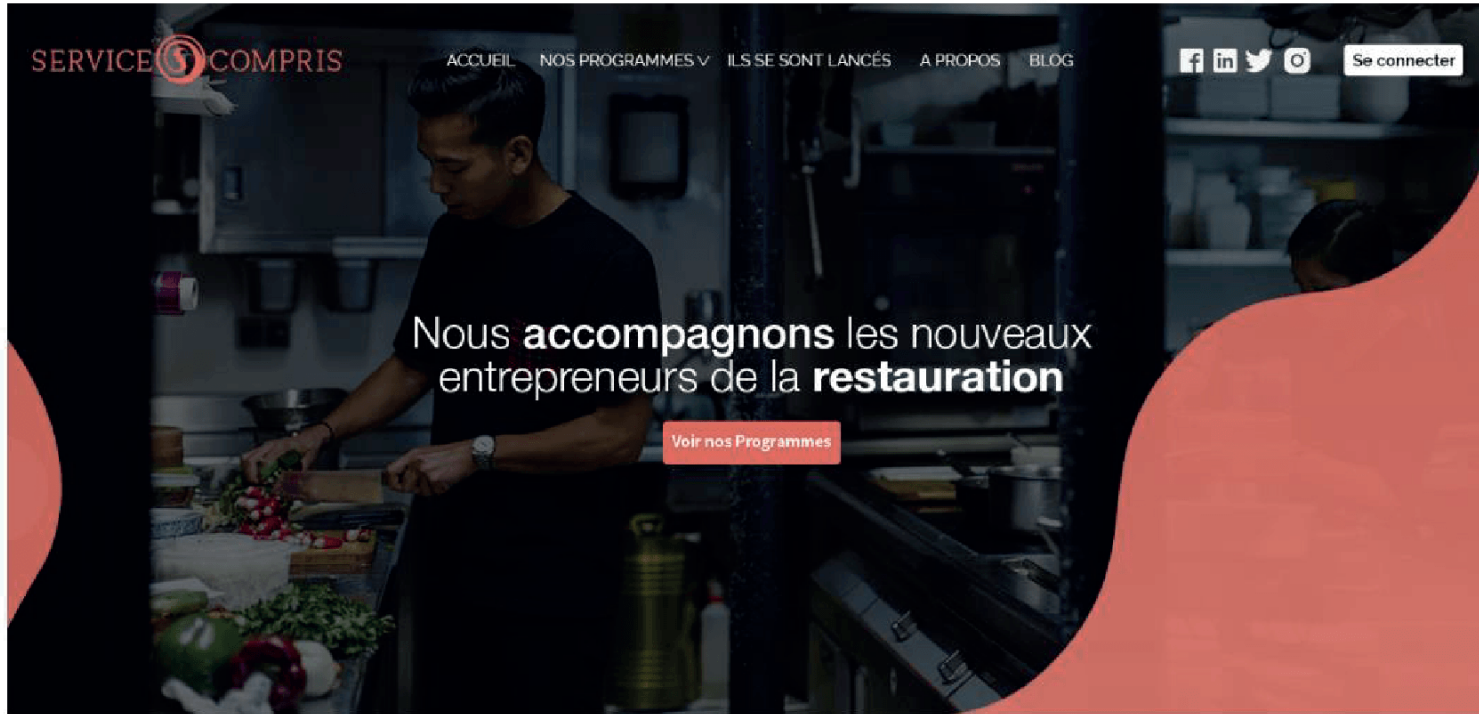 SERVICE COMPRIS
ACCUEIL
NOS PROGRAMMES
ILS SE SONT LANCÉS
A PROPOS
BLOG
Se connecter
Nous accompagnons les nouveaux
entrepreneurs de la restauration
Voir nos Programmes